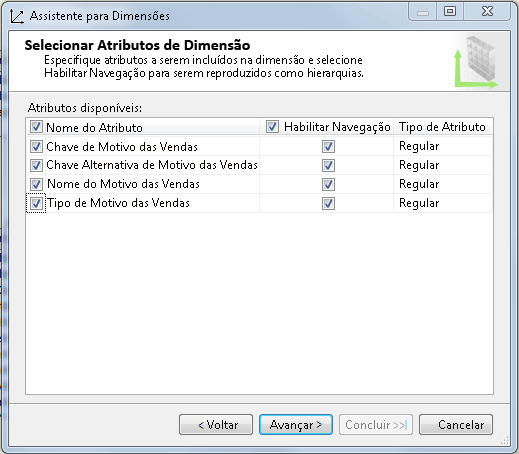 Assistente para Dimensões
Selecionar Atributos de Dimensão
Especifique atributos a serem incluídos na dimensão e selecione
Habilitar Navegação para serem reproduzidos como hierarquias.
Atributos disponíveis:
Nome do Atributo Habilitar Navegação Tipo de Atributo
Chave de Motivo das Vendas Regular
Chave Alternativa de Motivo das Vendas Regular
Nome do Motivo das Vendas Regular
Tipo de Motivo das Vendas Regular
< Voltar Avançar > Concluir >>| Cancelar